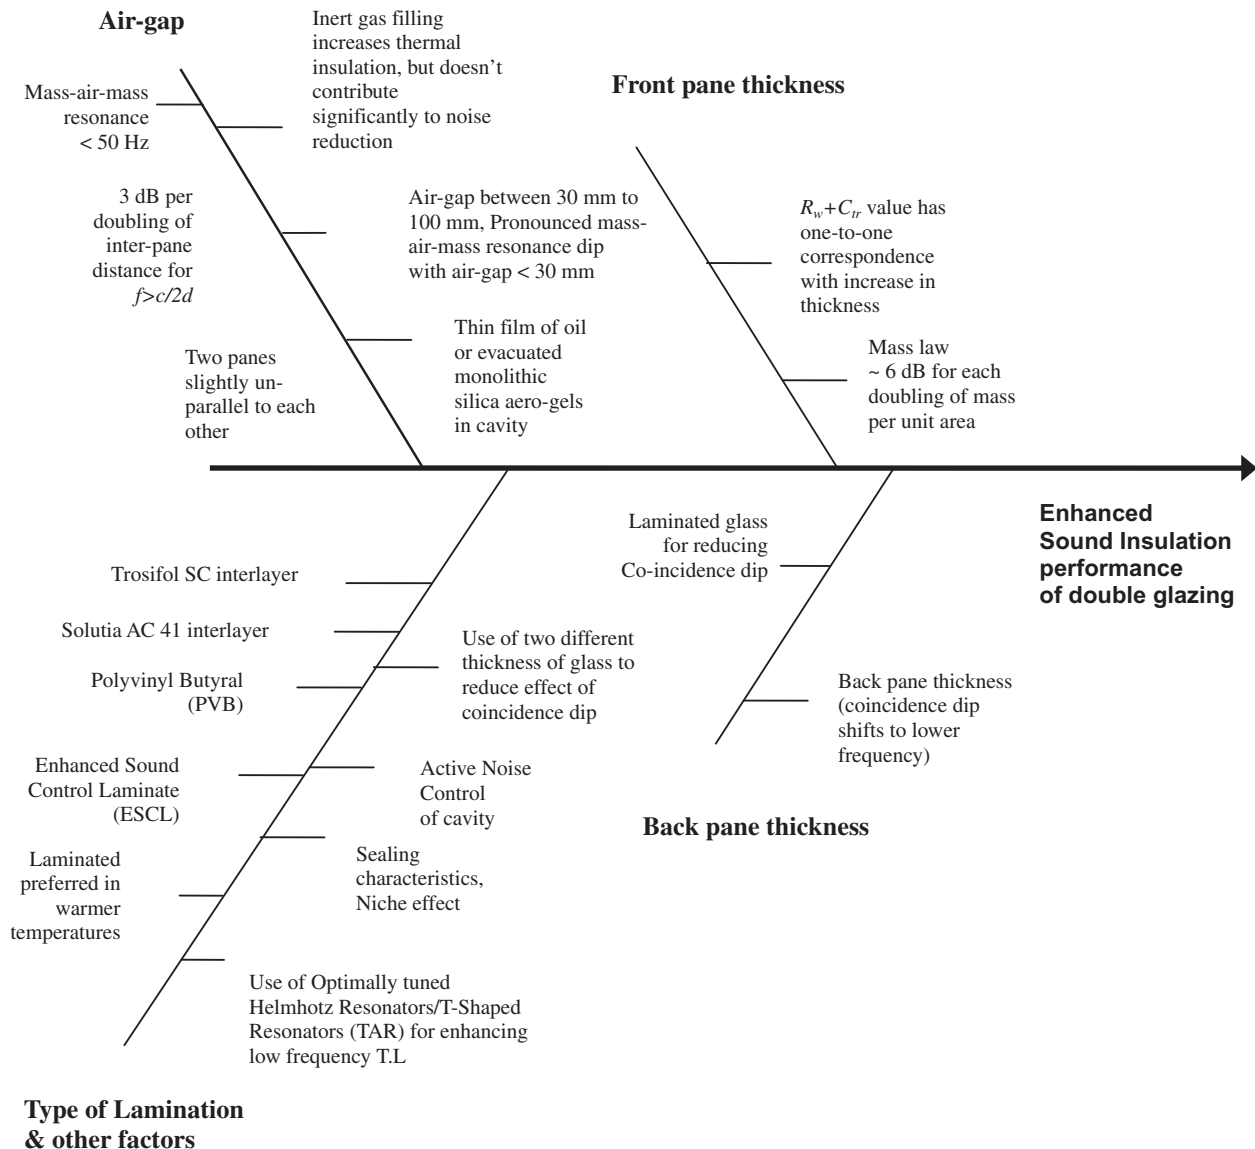 Air-gap
Inert gas filling
increases thermal
insulation, but doesn't
contribute
significantly to noise
reduction
Mass-air-mass
resonance
< 50 Hz
3 dB per
doubling of
inter-pane
distance for
f>c/2d
Air-gap between 30 mm to
100 mm, Pronounced mass-
air-mass resonance dip
with air-gap < 30 mm
Two panes
slightly un-
parallel to each
other
Thin film of oil
or evacuated
monolithic
silica aero-gels
in cavity
Front pane thickness
Rw+Ctr value has
one-to-one
correspondence
with increase in
thickness
Mass law
~ 6 dB for each
doubling of mass
per unit area
Enhanced
Sound Insulation
performance
of double glazing
Trosifol SC interlayer
Solutia AC 41 interlayer
Polyvinyl Butyral
(PVB)
Enhanced Sound
Control Laminate
(ESCL)
Laminated
preferred in
warmer
temperatures
Use of two different
thickness of glass to
reduce effect of
coincidence dip
Active Noise
Control
of cavity
Sealing
characteristics,
Niche effect
Use of Optimally tuned
Helmhotz Resonators/T-Shaped
Resonators (TAR) for enhancing
low frequency T.L
Type of Lamination
& other factors
Laminated glass
for reducing
Co-incidence dip
Back pane thickness
(coincidence dip
shifts to lower
frequency)
Back pane thickness